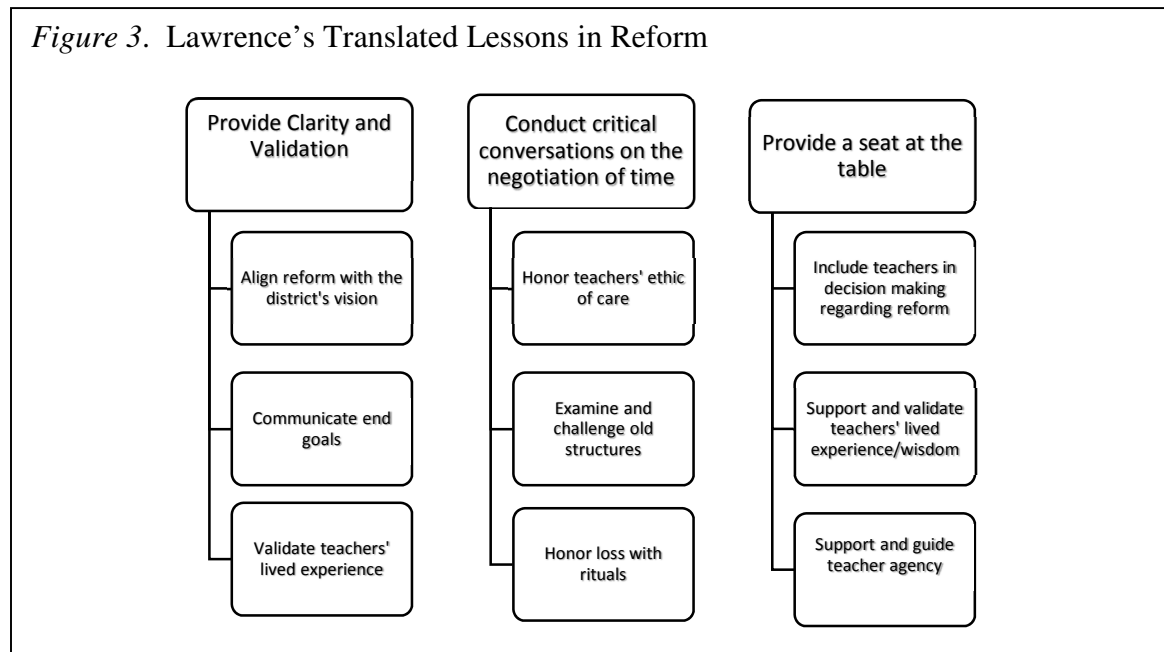 Figure 3. Lawrence's Translated Lessons in Reform
Provide Clarity and
Validation
Align reform with the
district's vision
Communicate end
goals
Validate teachers'
lived experience
Conduct critical
conversations on the
negotiation of time
Honor teachers' ethic
of care
Examine and
challenge old
structures
Honor loss with
rituals
Provide a seat at the
table
Include teachers in
decision making
regarding reform
Support and validate
teachers' lived
experience/wisdom
Support and guide
teacher agency